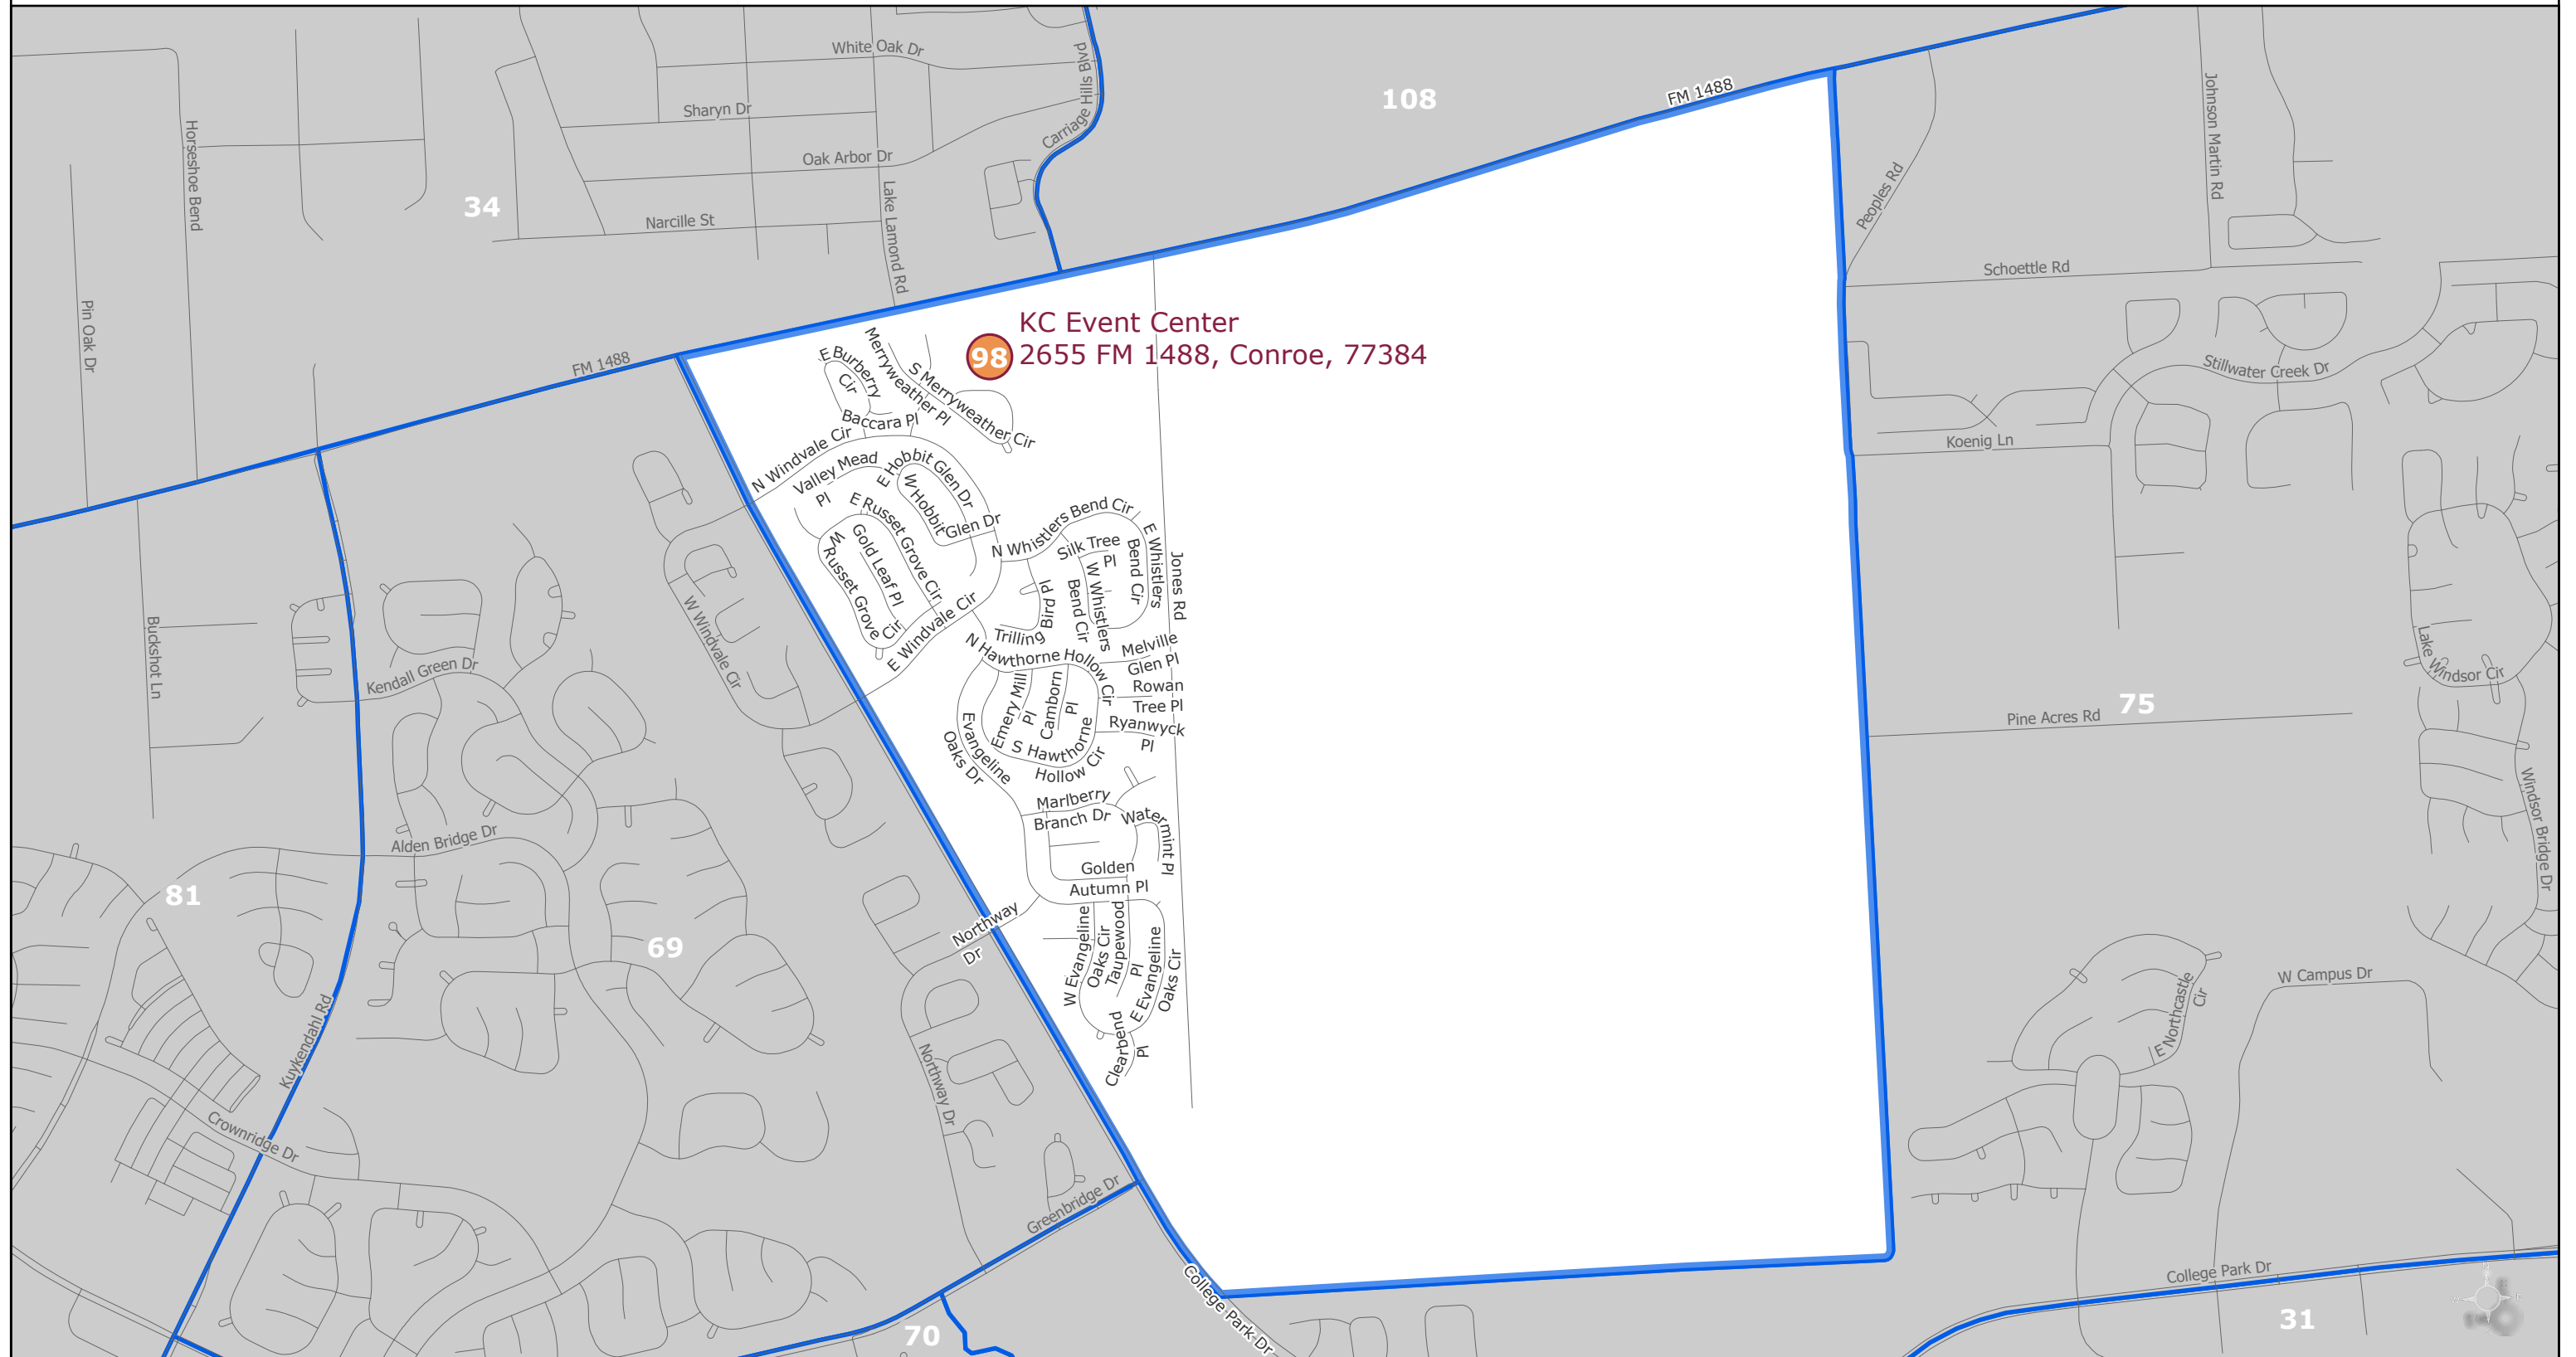 White Oak Dr
Carriage Hills Blvd
108
FM 1488
Sharyn Dr
Johnson Martin Rd
Horseshoe Bend
Oak Arbor Dr
34
Narcille St
Lake Lamond Rd
Peoples Rd
Schoettle Rd
Pin Oak Dr
FM 1488
98
KC Event Center
2655 FM 1488, Conroe, 77384
E Burberry
Cir
Merryweather Pl
S Merryweather Cir
Baccara Pl
Stillwater Creek Dr
Koenig Ln
N Windvale Cir
Valley Mead
Pl
E Hobbit Glen Dr
W Hobbit
Glen Dr
E Russet Grove Cir
Gold Leaf Pl
W
Russet Grove
Cir
E Windvale Cir
N Whistlers Bend Cir
Silk Tree
Pl
E Whistlers
Bend Cir
W Whistlers
Bend Cir
Jones Rd
Trilling
Bird Pl
N Hawthorne Hollow Cir
Melville
Glen Pl
Rowan
Tree Pl
Ryanwyck
Pl
Emery Mill
Pl
Camborn
Pl
S Hawthorne
Hollow Cir
Evangeline
Oaks Dr
W Windvale Cir
Buckshot Ln
Kendall Green Dr
Lake Windsor Cir
75
Pine Acres Rd
Windsor Bridge Dr
Marlberry
Branch Dr
Watermint Pl
Golden
Autumn Pl
Alden Bridge Dr
81
69
Northway
Dr
W Evangeline
Oaks Cir
Taupewood
Pl
E Evangeline
Oaks Cir
Clearbend
Pl
W Campus Dr
E Northcastle
Cir
Kuykendahl Rd
Northway Dr
Crownridge Dr
Greenbridge Dr
College Park Dr
College Park Dr
70
31